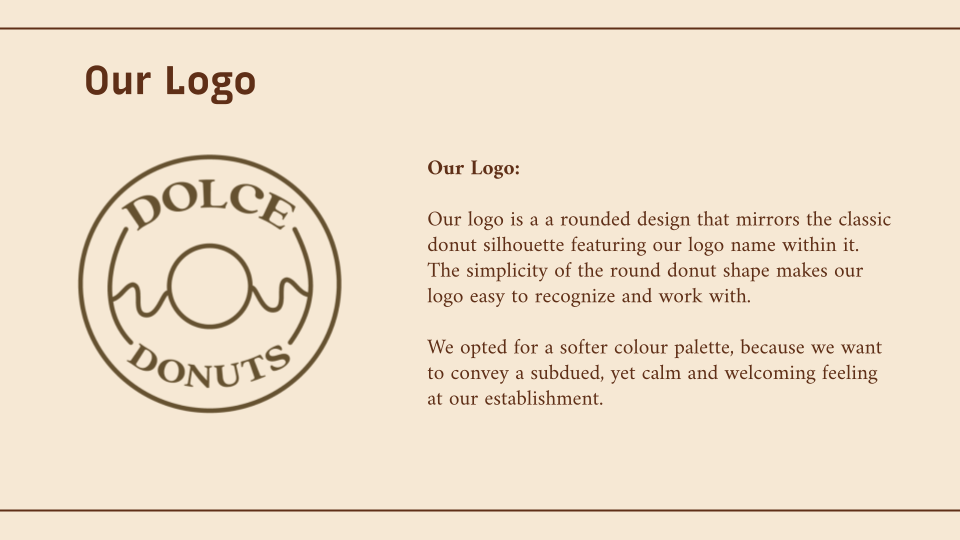 Our Logo
DOLCE
DONUTS
Our Logo:
Our logo is a a rounded design that mirrors the classic
donut silhouette featuring our logo name within it.
The simplicity of the round donut shape makes our
logo easy to recognize and work with.
We opted for a softer colour palette, because we want
to convey a subdued, yet calm and welcoming feeling
at our establishment.